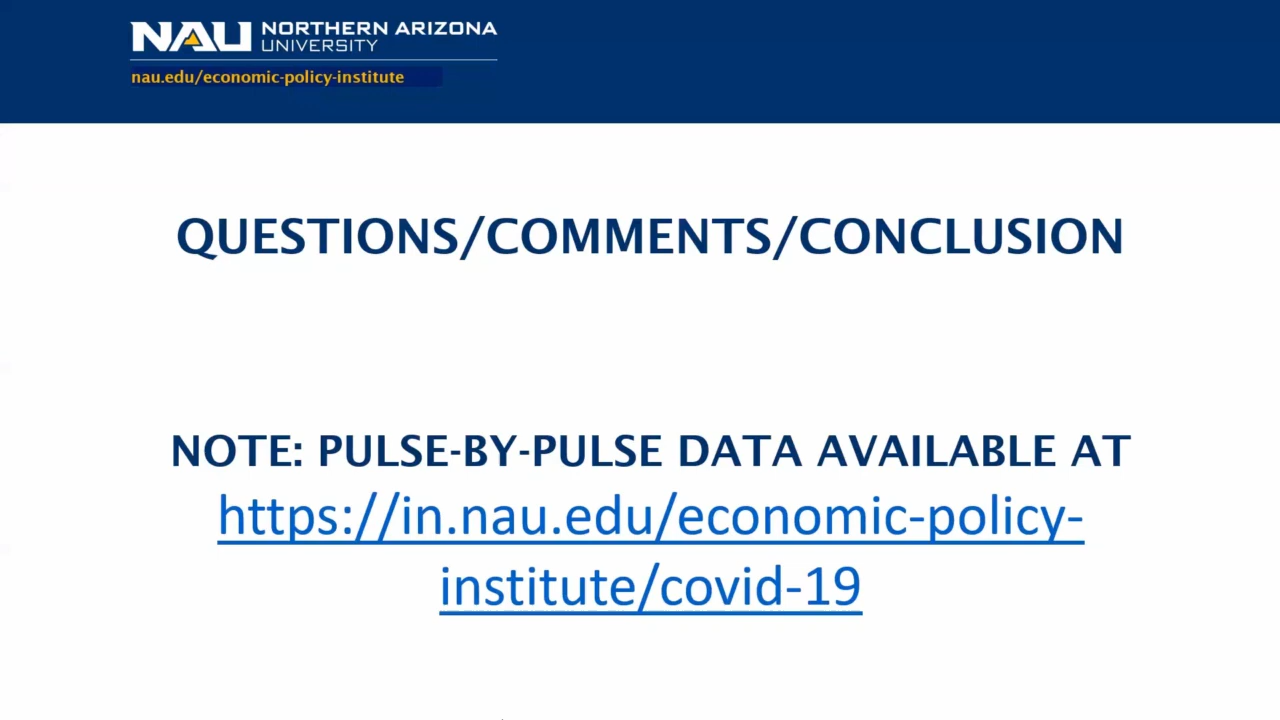 NAU NORTHERN ARIZONA
UNIVERSITY
nau.edu/economic-policy-institute
QUESTIONS/COMMENTS/CONCLUSION
NOTE: PULSE-BY-PULSE DATA AVAILABLE AT
https://in.nau.edu/economic-policy-
institute/covid-19